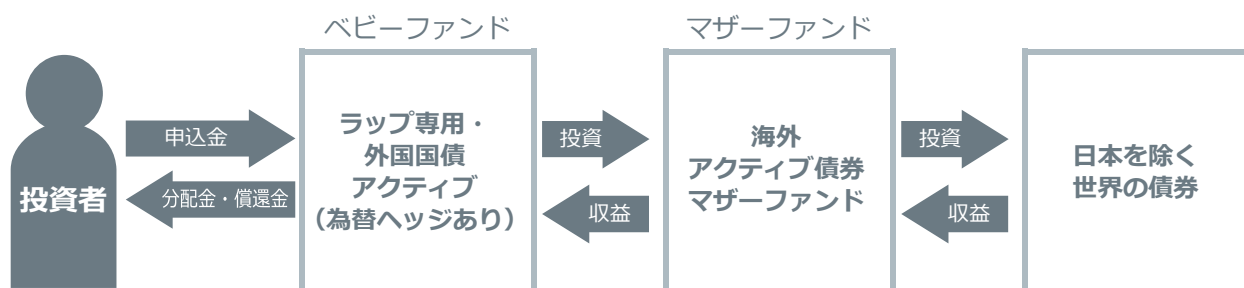 ベビーファンド
マザーファンド
投資者
申込金
分配金・償還金
ラップ専用・
外国国債
アクティブ
（為替ヘッジあり）
投資
収益
海外
アクティブ債券
マザーファンド
投資
収益
日本を除く
世界の債券